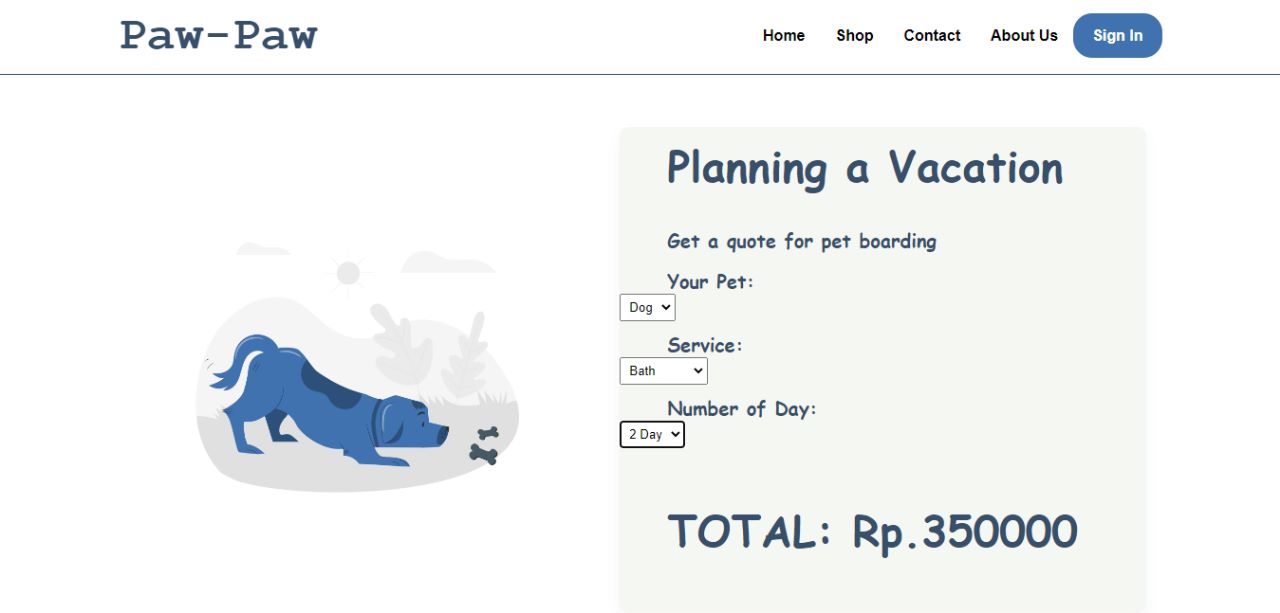 Paw-Paw
Home Shop Contact About Us Sign In
Planning a Vacation
Get a quote for pet boarding
Your Pet:
Dog
Service:
Bath
Number of Day:
2 Day
TOTAL: Rp.350000